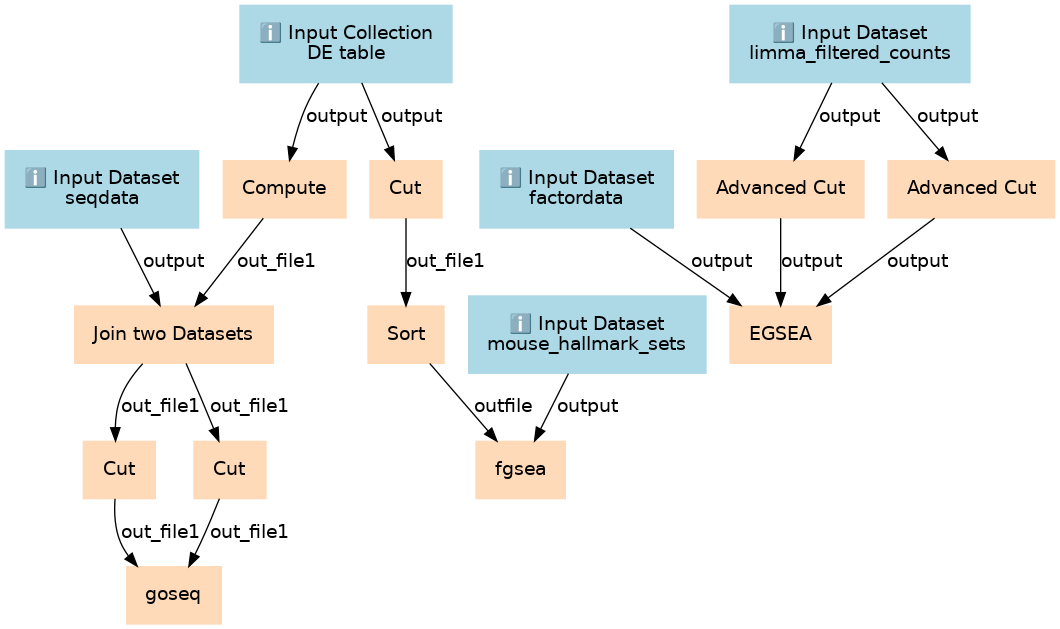 ℹ️ Input Collection
DE table
ℹ️ Input Dataset
limma_filtered_counts
output
output
output
output
ℹ️ Input Dataset
seqdata
Compute
Cut
ℹ️ Input Dataset
factordata
Advanced Cut
Advanced Cut
output
out_file1
out_file1
output
output
output
Join two Datasets
Sort
ℹ️ Input Dataset
mouse_hallmark_sets
EGSEA
out_file1
out_file1
outfile
output
Cut
Cut
fgsea
out_file1
out_file1
goseq